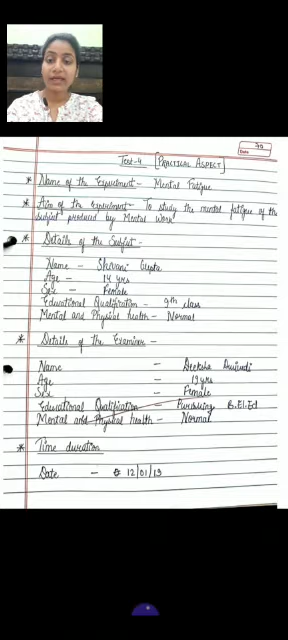 70
Date
Test-4 [PRACTICAL ASPECT]
* Name of the Experiment - Mental Fatigue
* Aim of the Experiment - To study the mental fatigue of the
subject produced by Mental Work
* Details of the Subject -
Name - Shivani Gupta
Age - 14 yrs
Sex - Female
Educational Qualification - 9th class
Mental and Physical health - Normal
* Details of the Examiner -
Name - Deeksha
Age - 19 yrs
Sex - Female
Educational Qualification - Pursuing B.El.Ed
Mental and Physical health - Normal
* Time duration
Date - 12/01/19